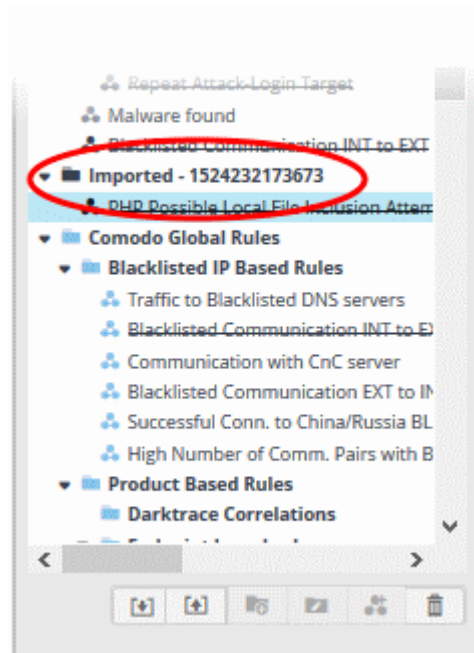 Repeat Attack-Login Target
Malware found
Blacklisted Communication INT to EXT
Imported - 1524232173673
PHP Possible Local File Inclusion Attem
Comodo Global Rules
Blacklisted IP Based Rules
Traffic to Blacklisted DNS servers
Blacklisted Communication INT to EX
Communication with CnC server
Blacklisted Communication EXT to IN
Successful Conn. to China/Russia BL
High Number of Comm. Pairs with B
Product Based Rules
Darktrace Correlations